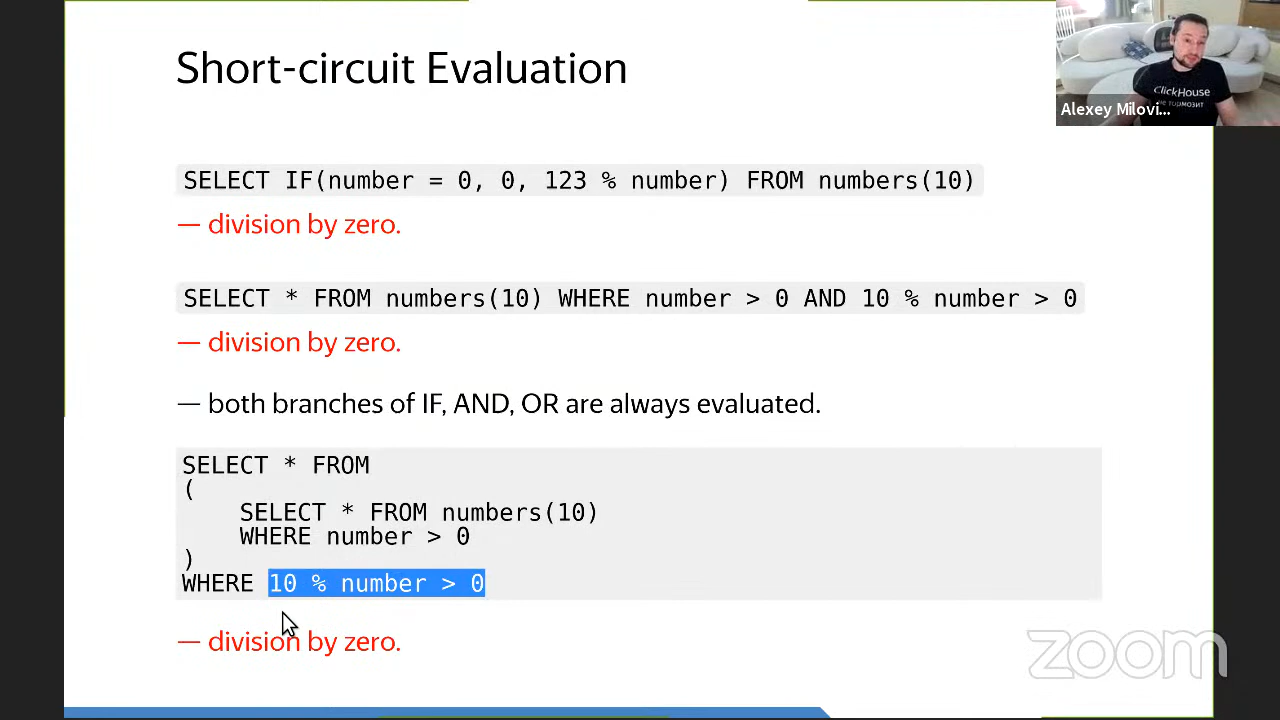 Short-circuit Evaluation
ClickHouse
не тормозит
Alexey Milovi...
SELECT IF(number = 0, 0, 123 % number) FROM numbers(10)
— division by zero.
SELECT * FROM numbers(10) WHERE number > 0 AND 10 % number > 0
— division by zero.
— both branches of IF, AND, OR are always evaluated.
SELECT * FROM
(
    SELECT * FROM numbers(10)
    WHERE number > 0
)
WHERE 10 % number > 0
— division by zero.
zoom